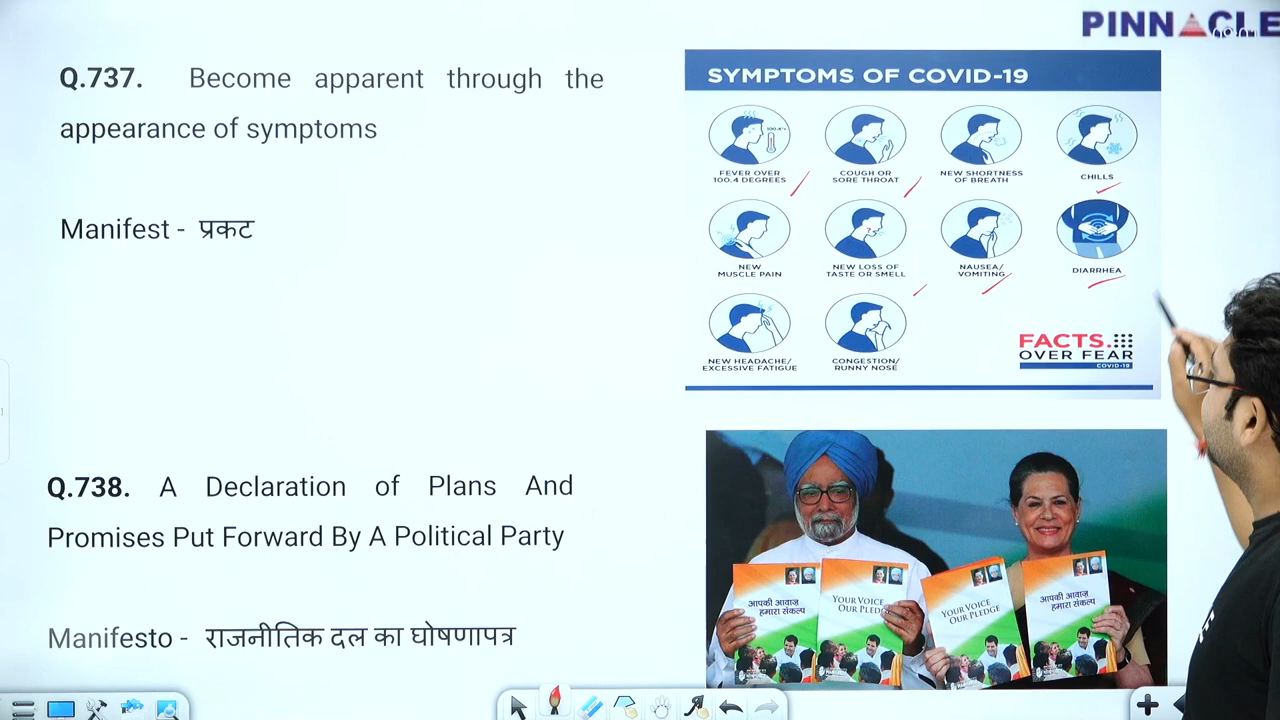 PINNACLE
Q.737. Become apparent through the
appearance of symptoms
Manifest - प्रकट
SYMPTOMS OF COVID-19
FEVER OVER
100.4 DEGREES
COUGH OR
SORE THROAT
NEW SHORTNESS
OF BREATH
CHILLS
NEW
MUSCLE PAIN
NEW LOSS OF
TASTE OR SMELL
NAUSEA/
VOMITING
DIARRHEA
NEW HEADACHE/
EXCESSIVE FATIGUE
CONGESTION/
RUNNY NOSE
FACTS.
OVER FEAR
COVID-19
Q.738. A Declaration of Plans And
Promises Put Forward By A Political Party
Manifesto - राजनीतिक दल का घोषणापत्र
आपकी आवाज़
हमारा संकल्प
YOUR VOICE
OUR PLEDGE
YOUR VOICE
OUR PLEDGE
आपकी आवाज़
हमारा संकल्प